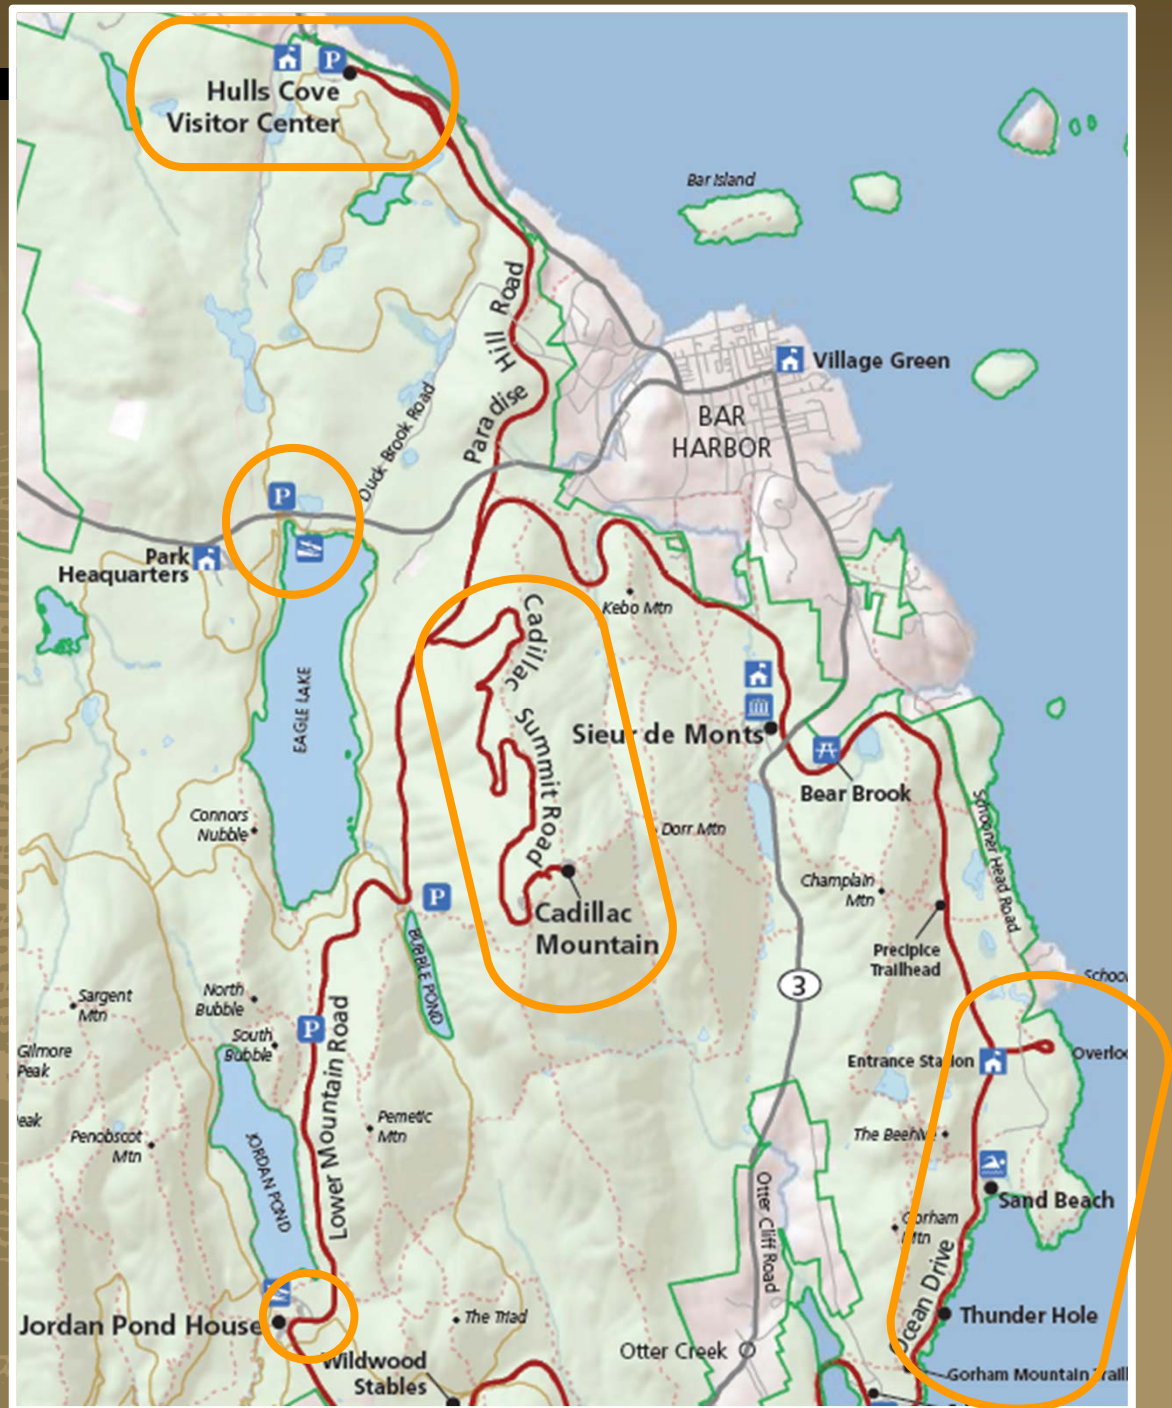 P
Hulls Cove
Visitor Center
Bar Island
Paradise Hill Road
Village Green
BAR
HARBOR
Duck Brook Road
P
Park
Heaquarters
Kebo Mtn
Cadillac Summit Road
EAGLE LAKE
Sieur de Monts
Bear Brook
Schooner Head Road
Connors
Nubble
Dorr Mtn
Champlain
Mtn
P
Cadillac
Mountain
BUBBLE POND
Precipice
Trailhead
3
Schoo
Sargent
Mtn
North
Bubble
South
Bubble
P
Lower Mountain Road
Gilmore
Peak
Entrance Station
Overloo
eak
Penobscot
Mtn
Pemetic
Mtn
The Beehive
JORDAN POND
Sand Beach
Otter Cliff Road
Gorham
Mtn
Ocean Drive
Thunder Hole
Jordan Pond House
The Triad
Otter Creek
Wildwood
Stables
Gorham Mountain Trail